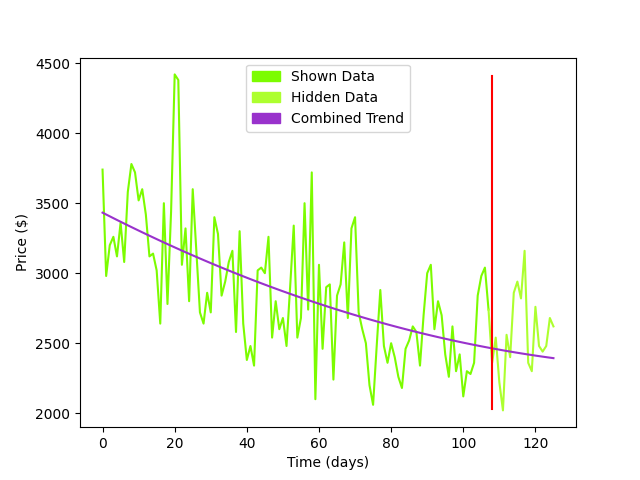 Shown Data
Hidden Data
Combined Trend
4500
4000
3500
3000
2500
2000
Price ($)
0 20 40 60 80 100 120
Time (days)